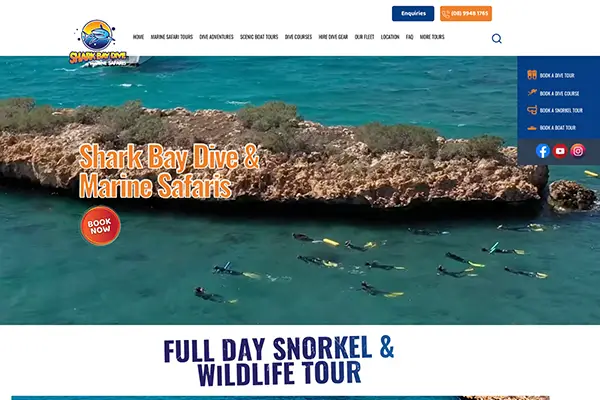 Enquiries
(08) 9948 1765
SHARK BAY DIVE
& MARINE SAFARIS
HOME MARINE SAFARI TOURS DIVE ADVENTURES SCENIC BOAT TOURS DIVE COURSES HIRE DIVE GEAR OUR FLEET LOCATION FAQ MORE TOURS
BOOK A DIVE TOUR
BOOK A DIVE COURSE
BOOK A SNORKEL TOUR
BOOK A BOAT TOUR
Shark Bay Dive &
Marine Safaris
BOOK
NOW
FULL DAY SNORKEL &
WILDLIFE TOUR